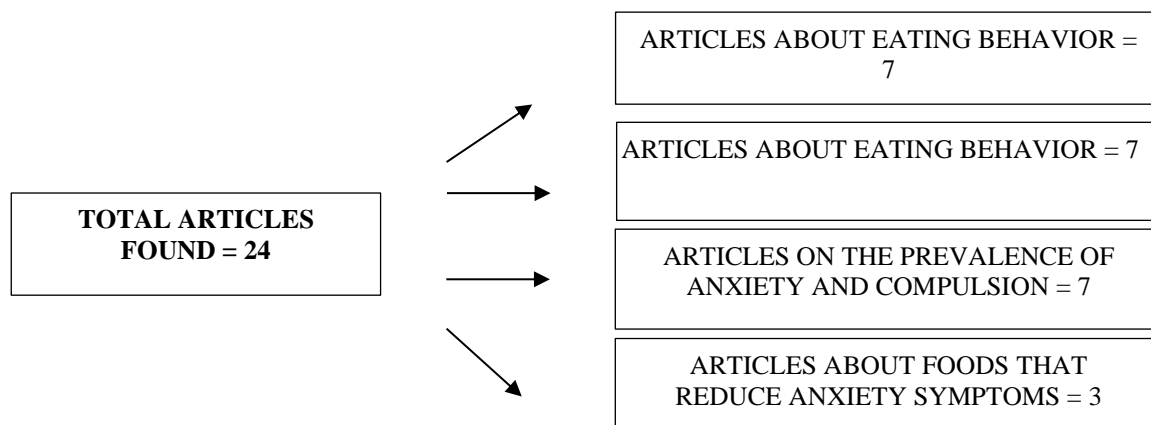 ARTICLES ABOUT EATING BEHAVIOR =
7
ARTICLES ABOUT EATING BEHAVIOR = 7
TOTAL ARTICLES
FOUND = 24
ARTICLES ON THE PREVALENCE OF
ANXIETY AND COMPULSION = 7
ARTICLES ABOUT FOODS THAT
REDUCE ANXIETY SYMPTOMS = 3